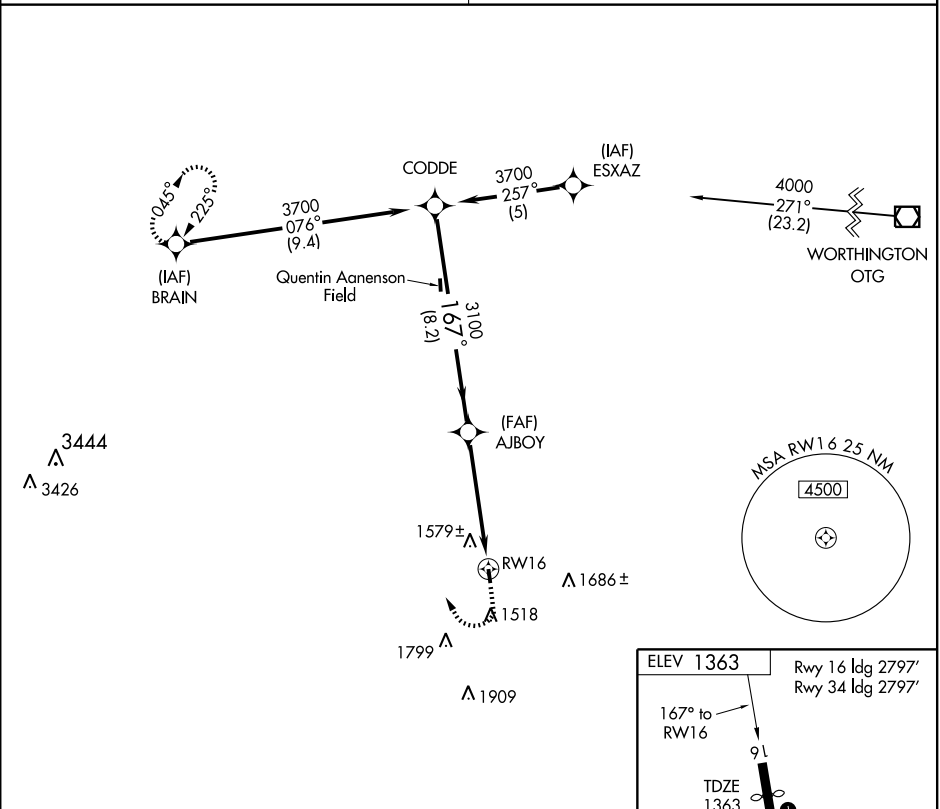 CODDE
(IAF)
ESXAZ
3700
257°
(5)
4000
271°
(23.2)
WORTHINGTON
OTG
045°
225°
3700
076°
(9.4)
(IAF)
BRAIN
Quentin Aanenson
Field
3100
167°
(8.2)
(FAF)
AJBOY
3444
3426
MSA RW16 25 NM
4500
1579±
RW16
1686±
1518
1799
1909
ELEV 1363
Rwy 16 ldg 2797'
Rwy 34 ldg 2797'
167° to
RW16
16
TDZE
1363